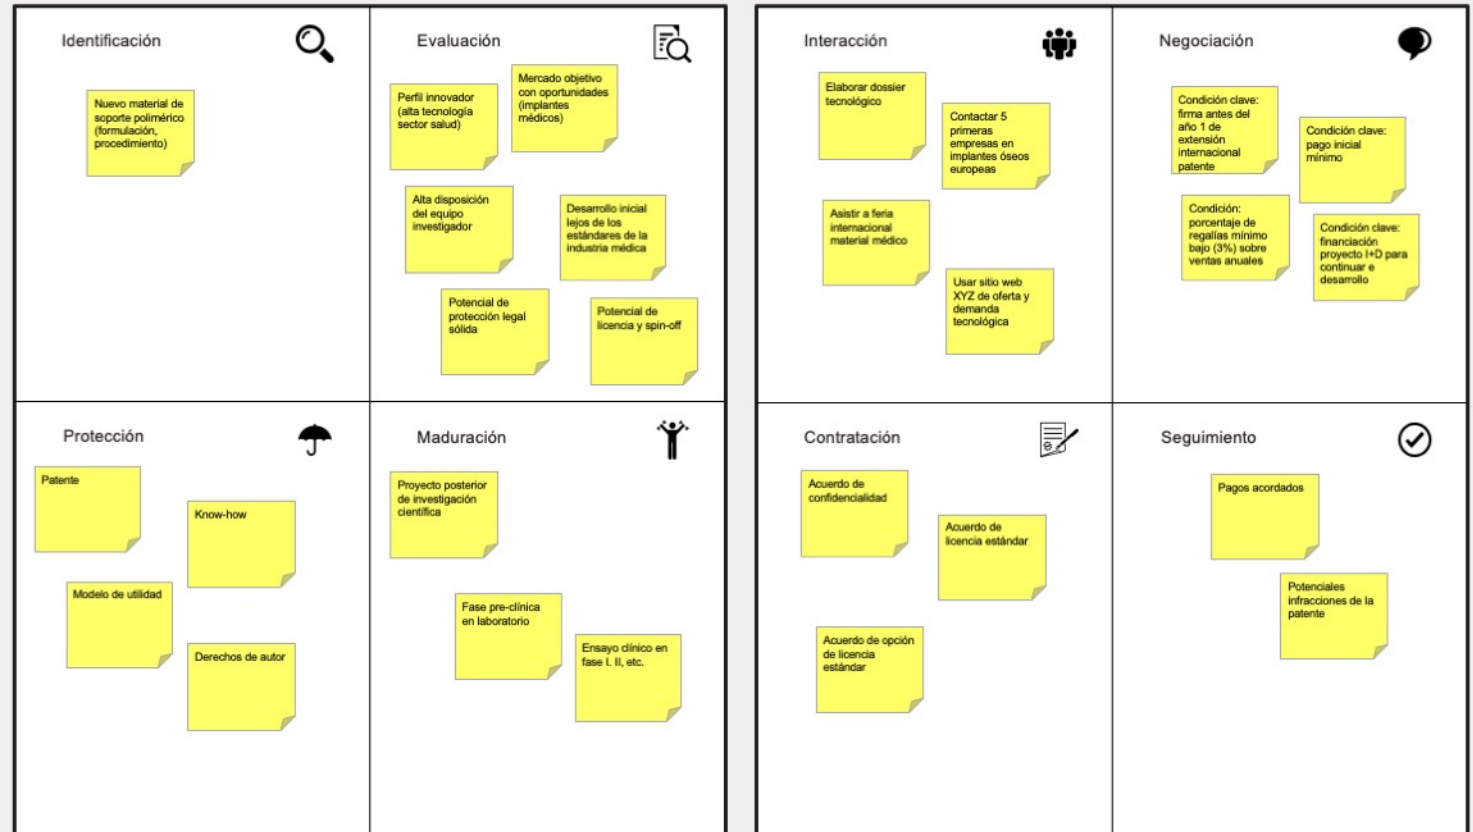 Identificación
Nuevo material de
soporte polimérico
(formulación,
procedimiento)
Evaluación
Perfil innovador
(alta tecnología
sector salud)
Mercado objetivo
con oportunidades
(implantes
médicos)
Alta disposición
del equipo
investigador
Desarrollo inicial
lejos de los
estándares de la
industria médica
Potencial de
protección legal
sólida
Potencial de
licencia y spin-off
Interacción
Elaborar dossier
tecnológico
Contactar 5
primeras
empresas en
implantes óseos
europeas
Asistir a feria
internacional
material médico
Usar sitio web
XYZ de oferta y
demanda
tecnológica
Negociación
Condición clave:
firma antes del
año 1 de
extensión
internacional
patente
Condición clave:
pago inicial
mínimo
Condición:
porcentaje de
regalías mínimo
bajo (3%) sobre
ventas anuales
Condición clave:
financiación
proyecto I+D para
continuar e
desarrollo
Protección
Patente
Know-how
Modelo de utilidad
Derechos de autor
Maduración
Proyecto posterior
de investigación
científica
Fase pre-clínica
en laboratorio
Ensayo clínico en
fase I. II, etc.
Contratación
Acuerdo de
confidencialidad
Acuerdo de
licencia estándar
Acuerdo de opción
de licencia
estándar
Seguimiento
Pagos acordados
Potenciales
infracciones de la
patente